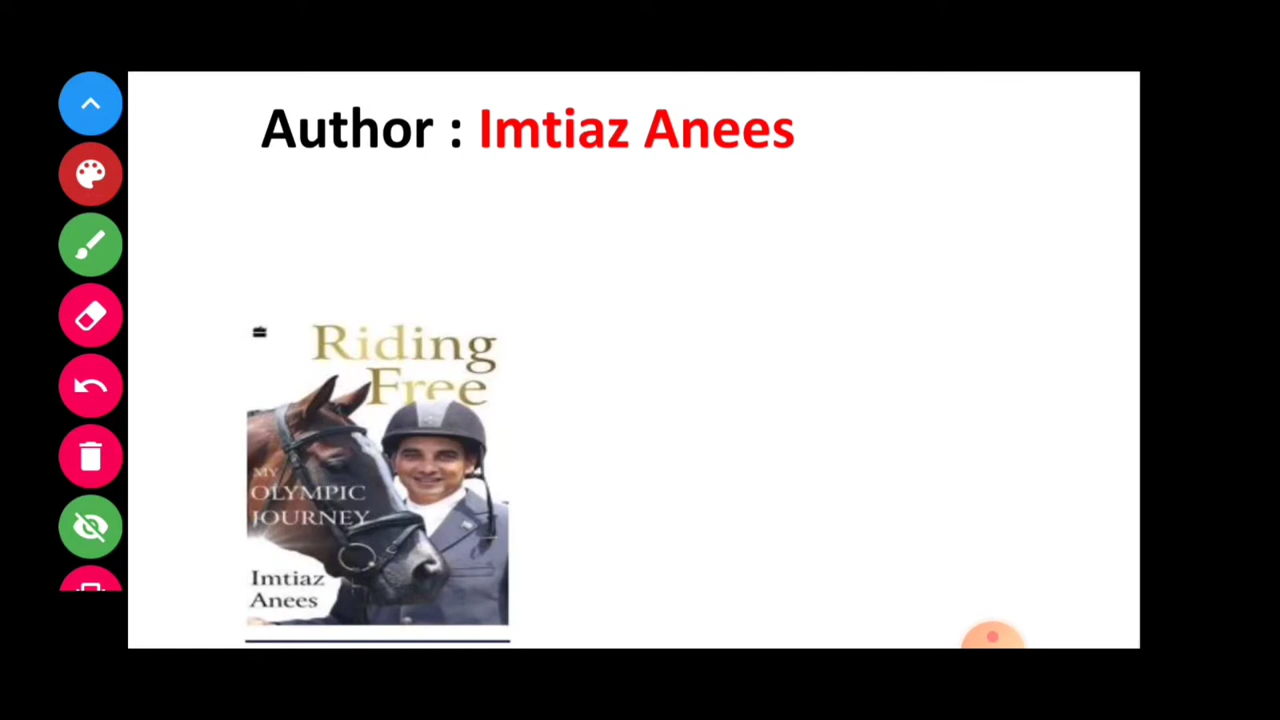 Author : Imtiaz Anees
Riding
Free
MY
OLYMPIC
JOURNEY
Imtiaz
Anees